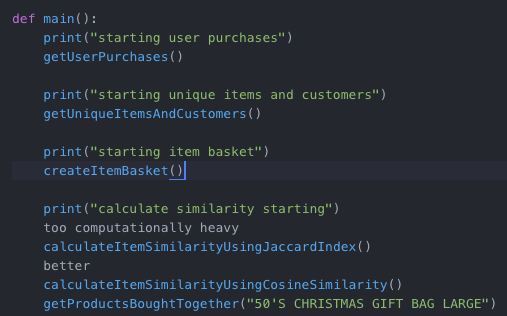 def main():
print("starting user purchases")
getUserPurchases()
print("starting unique items and customers")
getUniqueItemsAndCustomers()
print("starting item basket")
createItemBasket()
print("calculate similarity starting")
too computationally heavy
calculateItemSimilarityUsingJaccardIndex()
better
calculateItemSimilarityUsingCosineSimilarity()
getProductsBoughtTogether("50'S CHRISTMAS GIFT BAG LARGE")